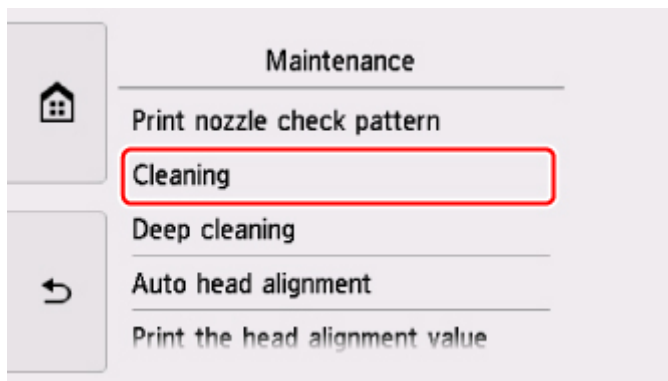 Maintenance
Print nozzle check pattern
Cleaning
Deep cleaning
Auto head alignment
Print the head alignment value